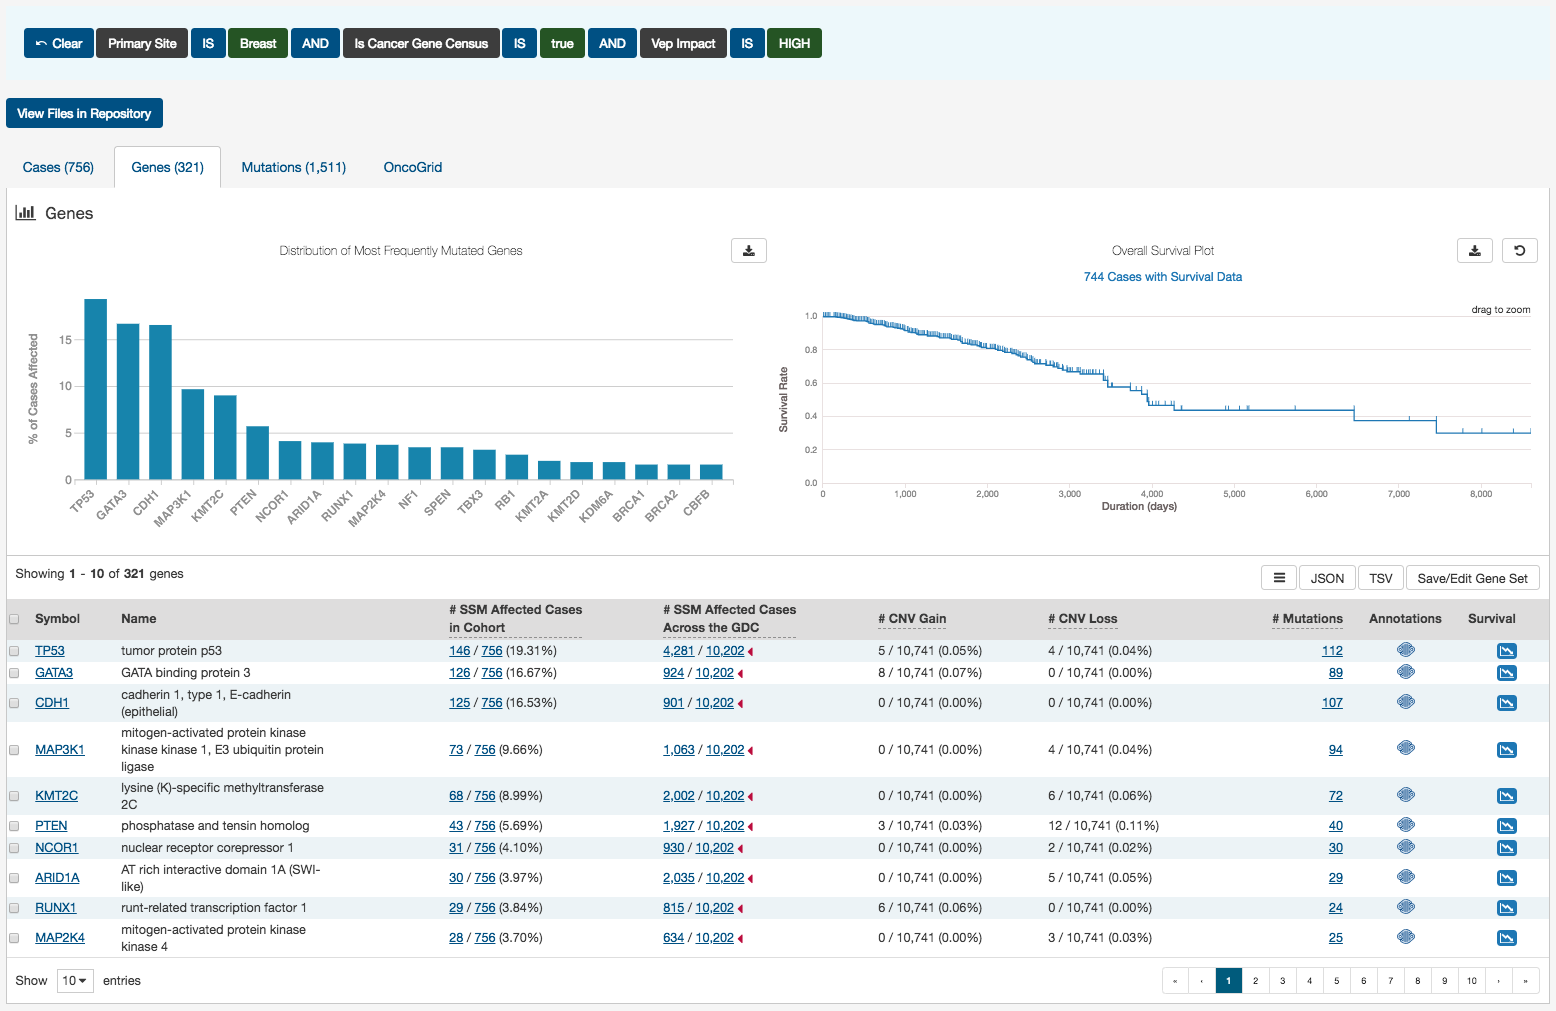 Clear Primary Site IS Breast AND Is Cancer Gene Census IS true AND Vep Impact IS HIGH
View Files in Repository
Cases (756) Genes (321) Mutations (1,511) OncoGrid
Genes
Distribution of Most Frequently Mutated Genes
% of Cases Affected
15
10
5
0
TP53 GATA3 CDH1 MAP3K1 KMT2C PTEN NCOR1 ARID1A RUNX1 MAP2K4 NF1 SPEN TBX3 RB1 KMT2A KMT2D KDM6A BRCA1 BRCA2 CBFB
Overall Survival Plot
744 Cases with Survival Data
drag to zoom
Survival Rate
1.0
0.8
0.6
0.4
0.2
0.0
0 1,000 2,000 3,000 4,000 5,000 6,000 7,000 8,000
Duration (days)
Showing 1 - 10 of 321 genes
JSON TSV Save/Edit Gene Set
Symbol Name # SSM Affected Cases in Cohort # SSM Affected Cases Across the GDC # CNV Gain # CNV Loss # Mutations Annotations Survival
TP53 tumor protein p53 146 / 756 (19.31%) 4,281 / 10,202 5 / 10,741 (0.05%) 4 / 10,741 (0.04%) 112
GATA3 GATA binding protein 3 126 / 756 (16.67%) 924 / 10,202 8 / 10,741 (0.07%) 0 / 10,741 (0.00%) 89
CDH1 cadherin 1, type 1, E-cadherin (epithelial) 125 / 756 (16.53%) 901 / 10,202 0 / 10,741 (0.00%) 0 / 10,741 (0.00%) 107
MAP3K1 mitogen-activated protein kinase kinase kinase 1, E3 ubiquitin protein ligase 73 / 756 (9.66%) 1,063 / 10,202 0 / 10,741 (0.00%) 4 / 10,741 (0.04%) 94
KMT2C lysine (K)-specific methyltransferase 2C 68 / 756 (8.99%) 2,002 / 10,202 0 / 10,741 (0.00%) 6 / 10,741 (0.06%) 72
PTEN phosphatase and tensin homolog 43 / 756 (5.69%) 1,927 / 10,202 3 / 10,741 (0.03%) 12 / 10,741 (0.11%) 40
NCOR1 nuclear receptor corepressor 1 31 / 756 (4.10%) 930 / 10,202 0 / 10,741 (0.00%) 2 / 10,741 (0.02%) 30
ARID1A AT rich interactive domain 1A (SWI-like) 30 / 756 (3.97%) 2,035 / 10,202 0 / 10,741 (0.00%) 5 / 10,741 (0.05%) 29
RUNX1 runt-related transcription factor 1 29 / 756 (3.84%) 815 / 10,202 6 / 10,741 (0.06%) 0 / 10,741 (0.00%) 24
MAP2K4 mitogen-activated protein kinase kinase 4 28 / 756 (3.70%) 634 / 10,202 0 / 10,741 (0.00%) 3 / 10,741 (0.03%) 25
Show 10 entries
« ‹ 1 2 3 4 5 6 7 8 9 10 › »